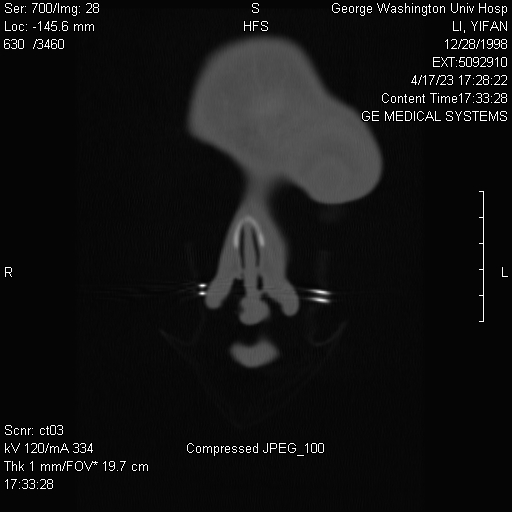 Ser: 700/Img: 28
Loc: -145.6 mm
630 /3460
S
HFS
George Washington Univ Hosp
LI, YIFAN
12/28/1998
EXT:5092910
4/17/23 17:28:22
Content Time17:33:28
GE MEDICAL SYSTEMS
R
L
Scnr: ct03
kV 120/mA 334
Thk 1 mm/FOV* 19.7 cm
17:33:28
Compressed JPEG_100